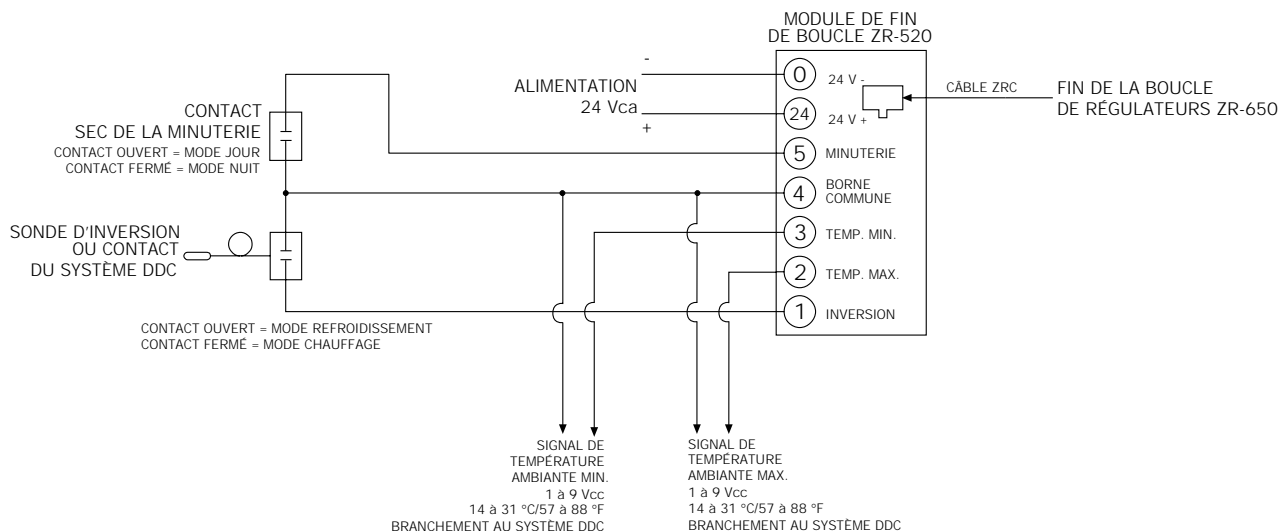 MODULE DE FIN
DE BOUCLE ZR-520
-
ALIMENTATION
24 Vca
+
0
24 V -
24
24 V +
5
MINUTERIE
4
BORNE
COMMUNE
3
TEMP. MIN.
2
TEMP. MAX.
1
INVERSION
CÂBLE ZRC
FIN DE LA BOUCLE
DE RÉGULATEURS ZR-650
CONTACT
SEC DE LA MINUTERIE
CONTACT OUVERT = MODE JOUR
CONTACT FERMÉ = MODE NUIT
SONDE D'INVERSION
OU CONTACT
DU SYSTÈME DDC
CONTACT OUVERT = MODE REFROIDISSEMENT
CONTACT FERMÉ = MODE CHAUFFAGE
SIGNAL DE
TEMPÉRATURE
AMBIANTE MIN.
1 à 9 Vcc
14 à 31 °C/57 à 88 °F
BRANCHEMENT AU SYSTÈME DDC
SIGNAL DE
TEMPÉRATURE
AMBIANTE MAX.
1 à 9 Vcc
14 à 31 °C/57 à 88 °F
BRANCHEMENT AU SYSTÈME DDC